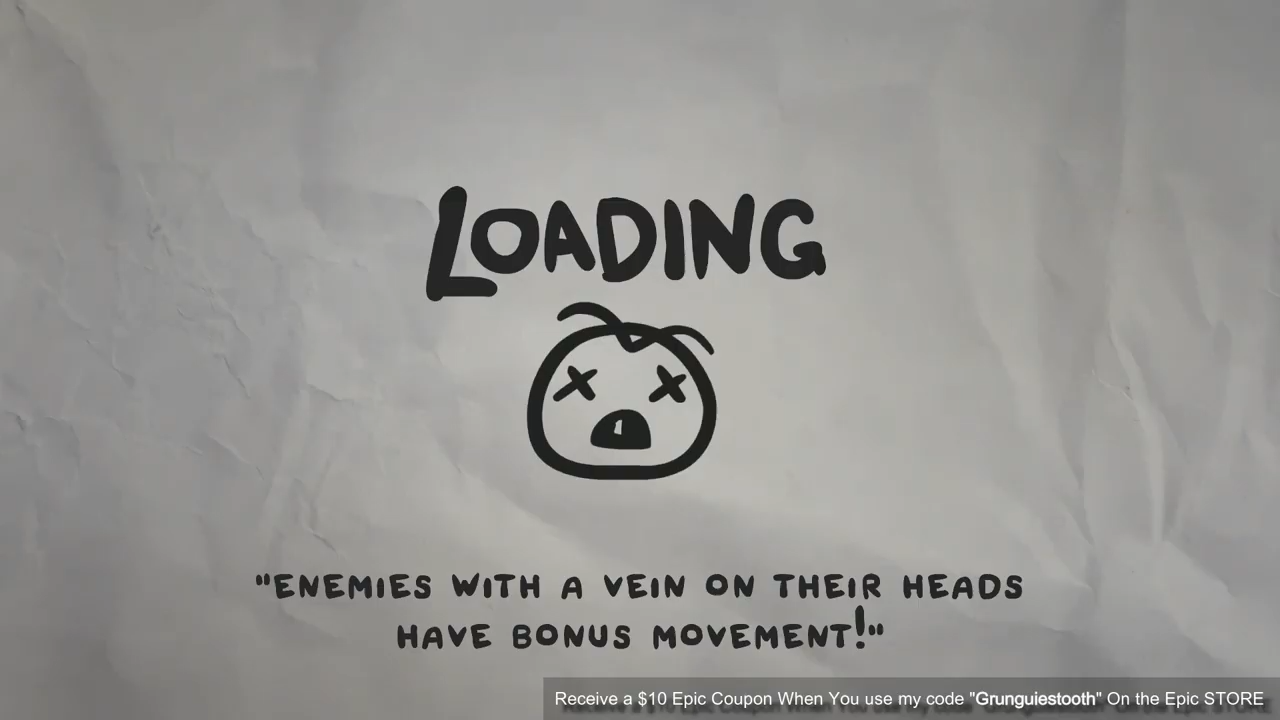 LOADING
"ENEMIES WITH A VEIN ON THEIR HEADS
HAVE BONUS MOVEMENT!"
Receive a $10 Epic Coupon When You use my code "Grunguiestooth" On the Epic STORE